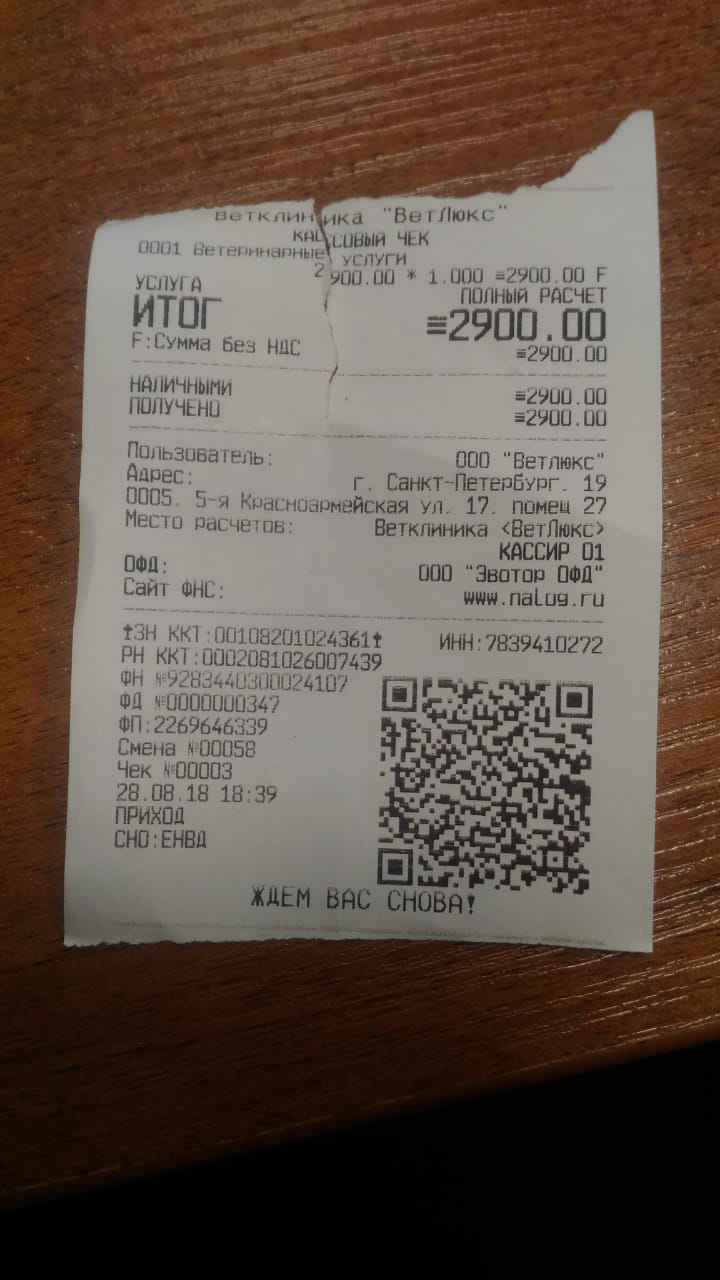 Ветклиника "ВетЛюкс"
КАССОВЫЙ ЧЕК
0001 Ветеринарные услуги
2900.00 * 1.000 ≡2900.00 F
УСЛУГА ПОЛНЫЙ РАСЧЕТ
ИТОГ ≡2900.00
F:Сумма без НДС ≡2900.00
НАЛИЧНЫМИ ≡2900.00
ПОЛУЧЕНО ≡2900.00
Пользователь: ООО "Ветлюкс"
Адрес: г. Санкт-Петербург. 19
0005. 5-я Красноармейская ул. 17. помец 27
Место расчетов: Ветклиника <ВетЛюкс>
КАССИР 01
ОФД: ООО "Эвотор ОФД"
Сайт ФНС: www.nalog.ru
ЗН ККТ:00108201024361 ИНН:7839410272
РН ККТ:0002081026007439
ФН №9283440300024107
ФД №0000000347
ФП:2269646339
Смена №00058
Чек №00003
28.08.18 18:39
ПРИХОД
СНО:ЕНВД
ЖДЕМ ВАС СНОВА!